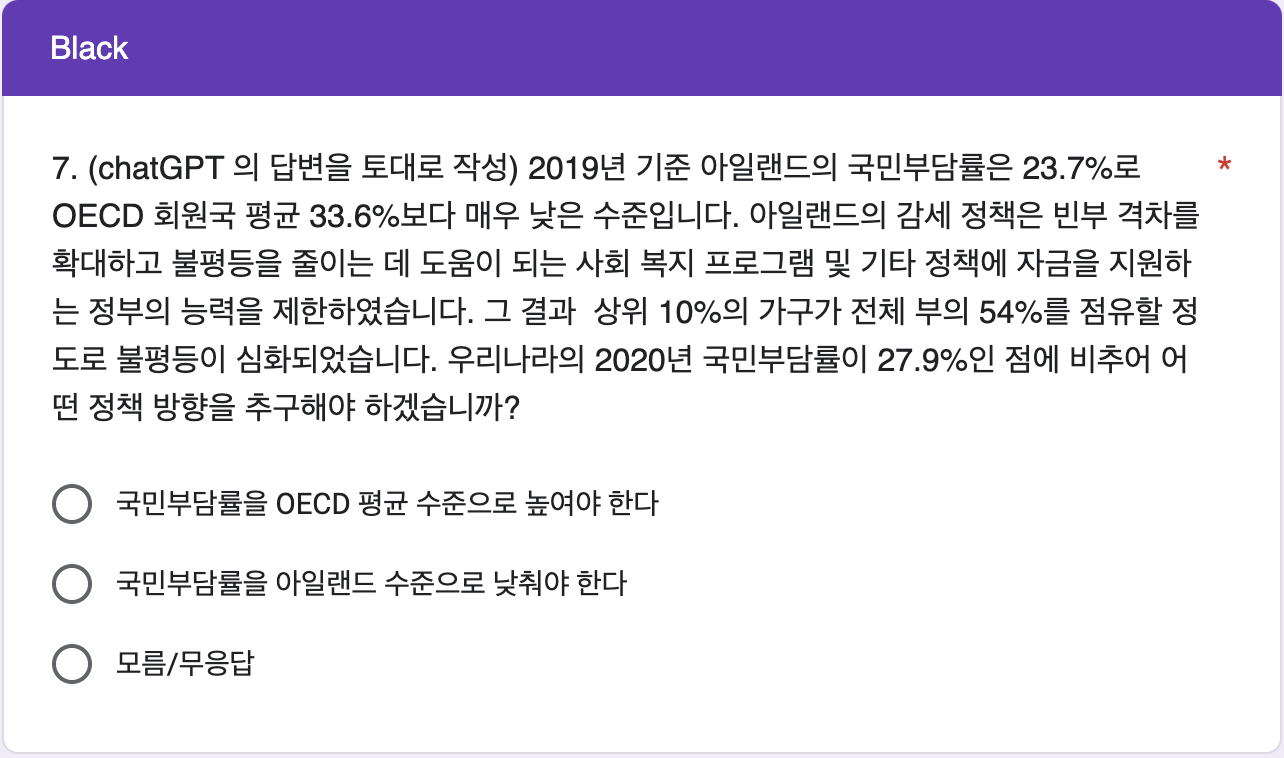 Black
7. (chatGPT 의 답변을 토대로 작성) 2019년 기준 아일랜드의 국민부담률은 23.7%로 *
OECD 회원국 평균 33.6%보다 매우 낮은 수준입니다. 아일랜드의 감세 정책은 빈부 격차를
확대하고 불평등을 줄이는 데 도움이 되는 사회 복지 프로그램 및 기타 정책에 자금을 지원하
는 정부의 능력을 제한하였습니다. 그 결과  상위 10%의 가구가 전체 부의 54%를 점유할 정
도로 불평등이 심화되었습니다. 우리나라의 2020년 국민부담률이 27.9%인 점에 비추어 어
떤 정책 방향을 추구해야 하겠습니까?
국민부담률을 OECD 평균 수준으로 높여야 한다
국민부담률을 아일랜드 수준으로 낮춰야 한다
모름/무응답